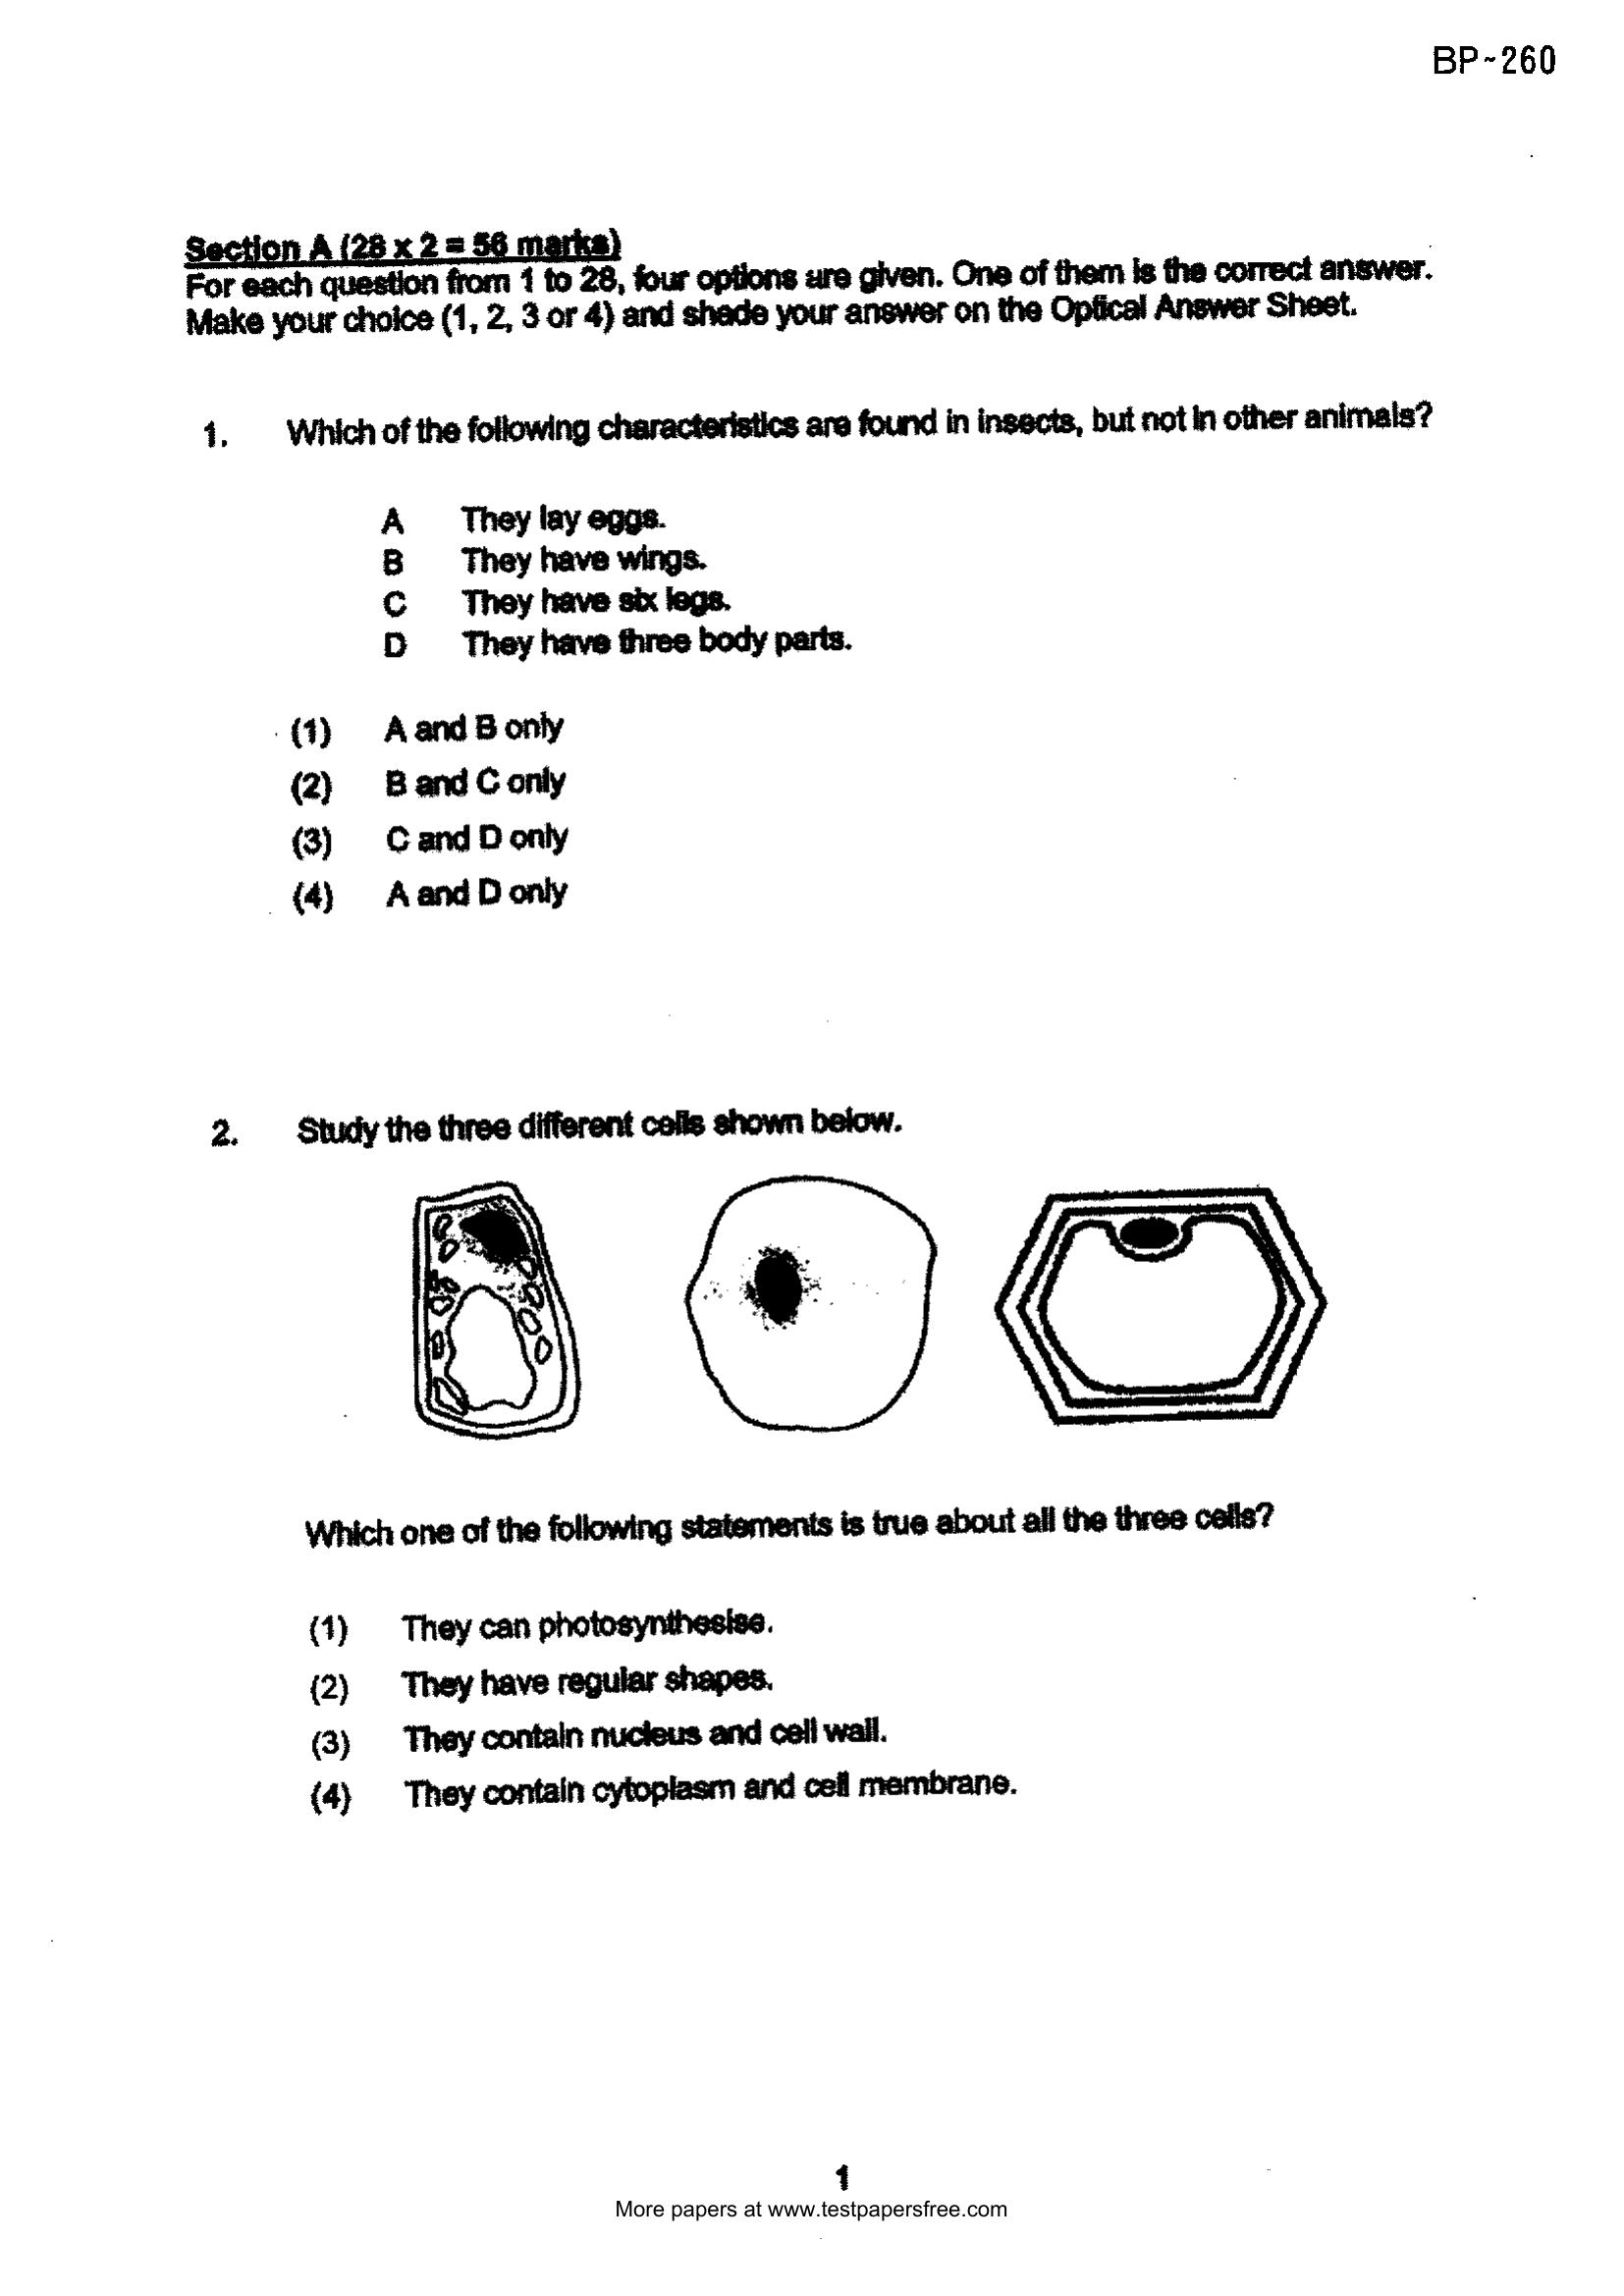 BP~260
Section A (28 x 2 = 56 marks)
For each question from 1 to 28, four options are given. One of them is the correct answer.
Make your choice (1, 2, 3 or 4) and shade your answer on the Optical Answer Sheet.
1. Which of the following characteristics are found in insects, but not in other animals?
A They lay eggs.
B They have wings.
C They have six legs.
D They have three body parts.
(1) A and B only
(2) B and C only
(3) C and D only
(4) A and D only
2. Study the three different cells shown below.
Which one of the following statements is true about all the three cells?
(1) They can photosynthesise.
(2) They have regular shapes.
(3) They contain nucleus and cell wall.
(4) They contain cytoplasm and cell membrane.
1
More papers at www.testpapersfree.com